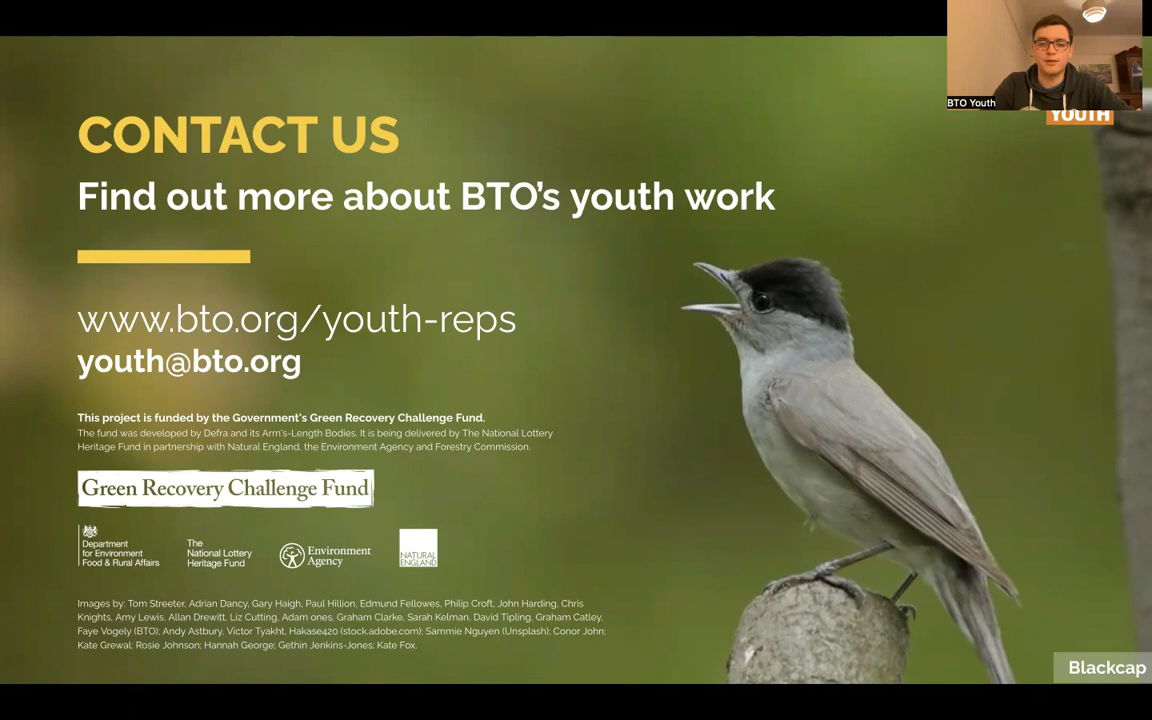 BTO Youth
YOUTH
CONTACT US
Find out more about BTO's youth work
www.bto.org/youth-reps
youth@bto.org
This project is funded by the Government's Green Recovery Challenge Fund.
The fund was developed by Defra and its Arm's-Length Bodies. It is being delivered by The National Lottery
Heritage Fund in partnership with Natural England, the Environment Agency and Forestry Commission.
Green Recovery Challenge Fund
Department
for Environment
Food & Rural Affairs
The
National Lottery
Heritage Fund
Environment
Agency
NATURAL
ENGLAND
Images by: Tom Streeter, Adrian Dancy, Gary Haigh, Paul Hillion, Edmund Fellowes, Philip Croft, John Harding, Chris
Knights, Amy Lewis, Allan Drewitt, Liz Cutting, Adam ones, Graham Clarke, Sarah Kelman, David Tipling, Graham Catley,
Faye Vogely (BTO); Andy Astbury, Victor Tyakht, Hakase420 (stock.adobe.com); Sammie Nguyen (Unsplash); Conor John;
Kate Grewal; Rosie Johnson; Hannah George; Gethin Jenkins-Jones; Kate Fox.
Blackcap